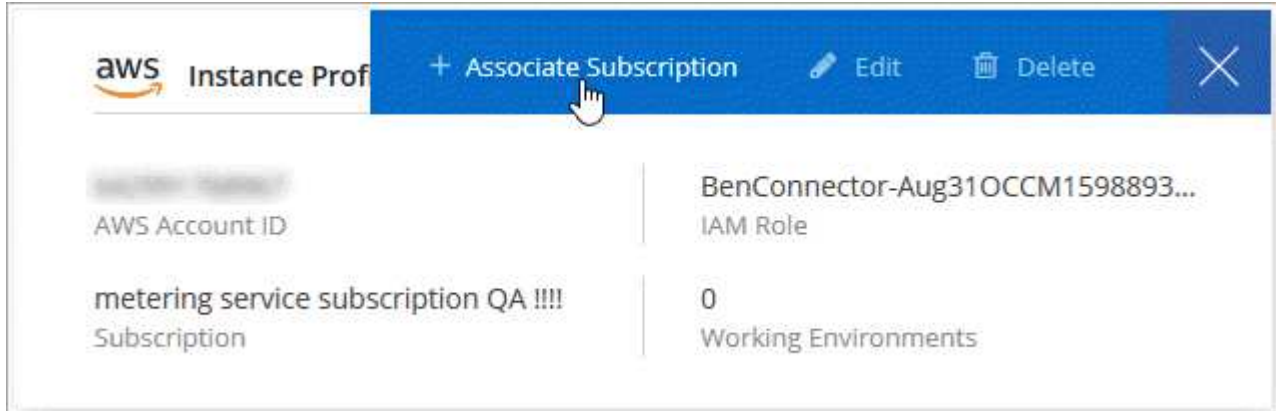 aws Instance Prof + Associate Subscription Edit Delete
BenConnector-Aug31OCCM1598893...
AWS Account ID IAM Role
metering service subscription QA !!!! 0
Subscription Working Environments